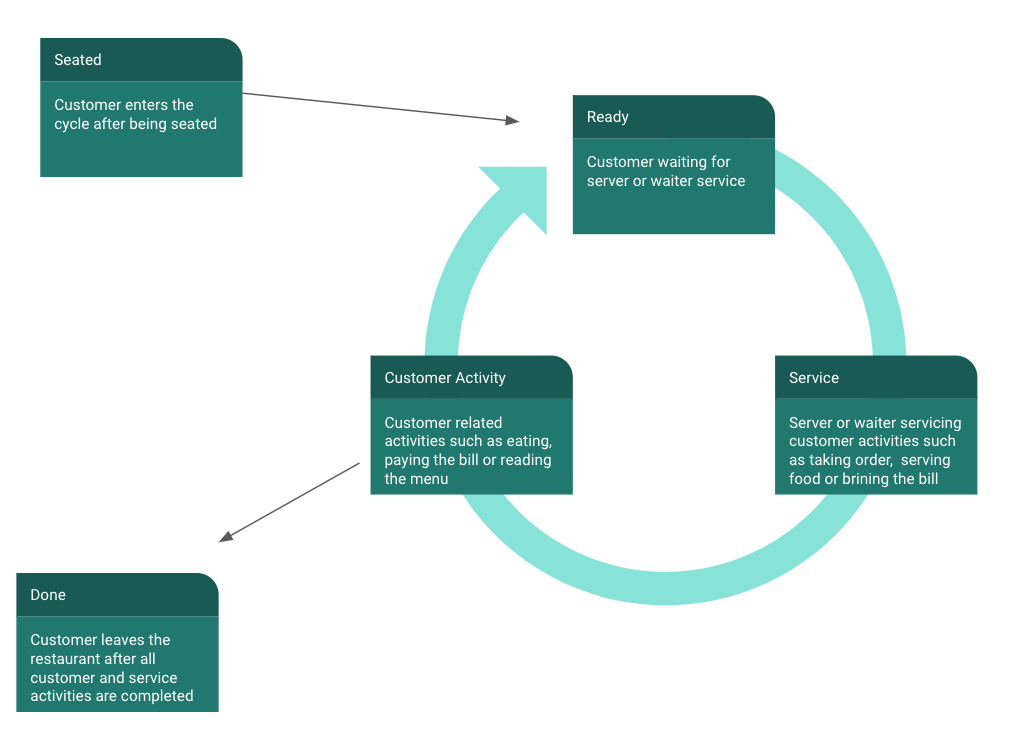 Seated
Customer enters the
cycle after being seated
Ready
Customer waiting for
server or waiter service
Customer Activity
Customer related
activities such as eating,
paying the bill or reading
the menu
Service
Server or waiter servicing
customer activities such
as taking order,  serving
food or brining the bill
Done
Customer leaves the
restaurant after all
customer and service
activities are completed